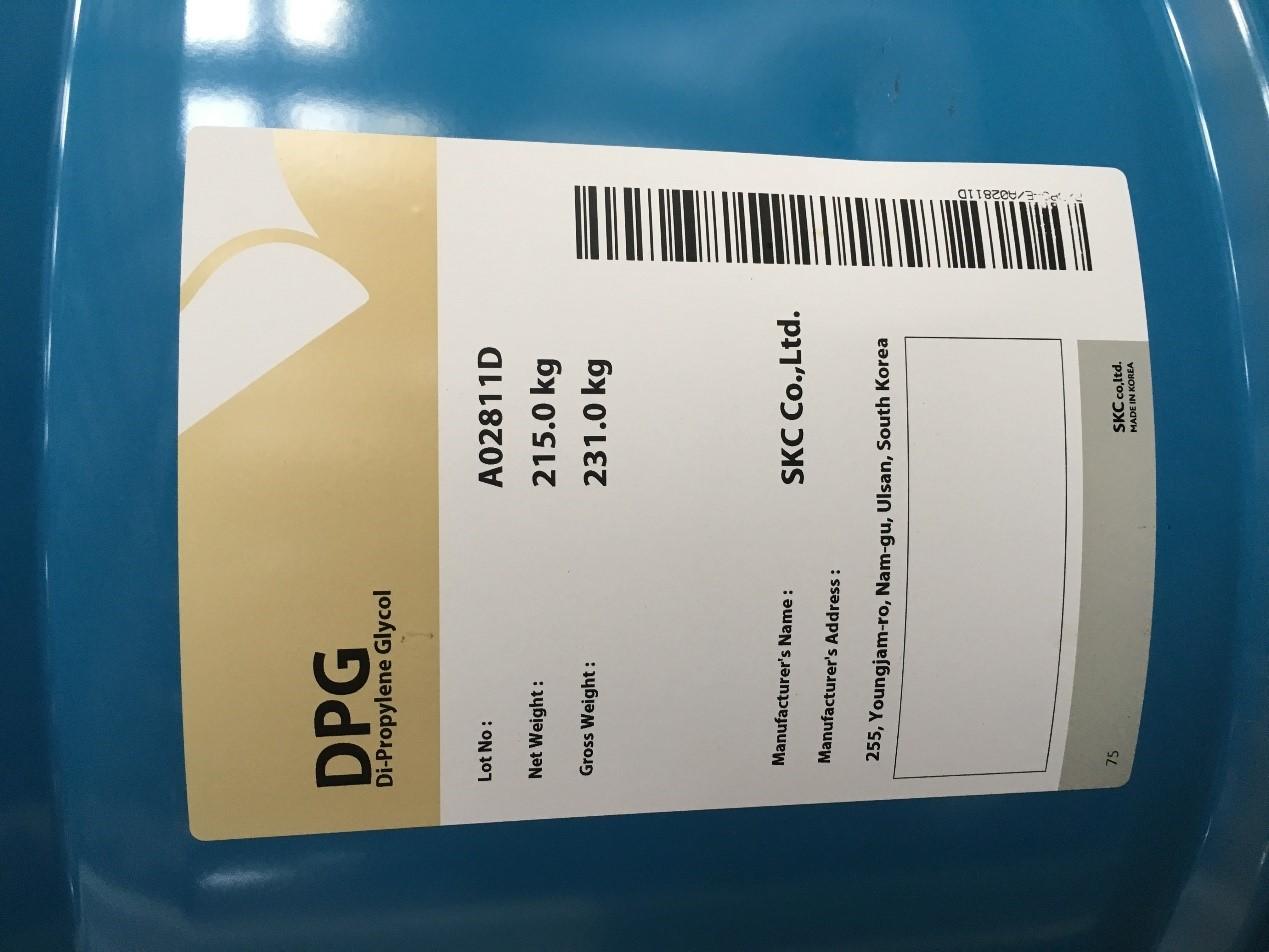 DPG
Di-Propylene Glycol
Lot No : A02811D
Net Weight : 215.0 kg
Gross Weight : 231.0 kg
Manufacturer's Name : SKC Co.,Ltd.
Manufacturer's Address :
255, Youngjam-ro, Nam-gu, Ulsan, South Korea
75
SKC co,ltd.
MADE IN KOREA